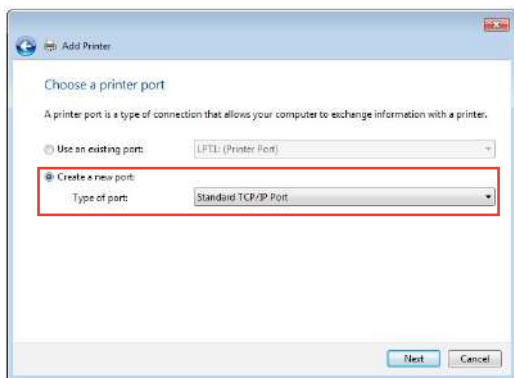 Add Printer
Choose a printer port
A printer port is a type of connection that allows your computer to exchange information with a printer.
Use an existing port: LPT1: (Printer Port)
Create a new port:
Type of port: Standard TCP/IP Port
Next Cancel